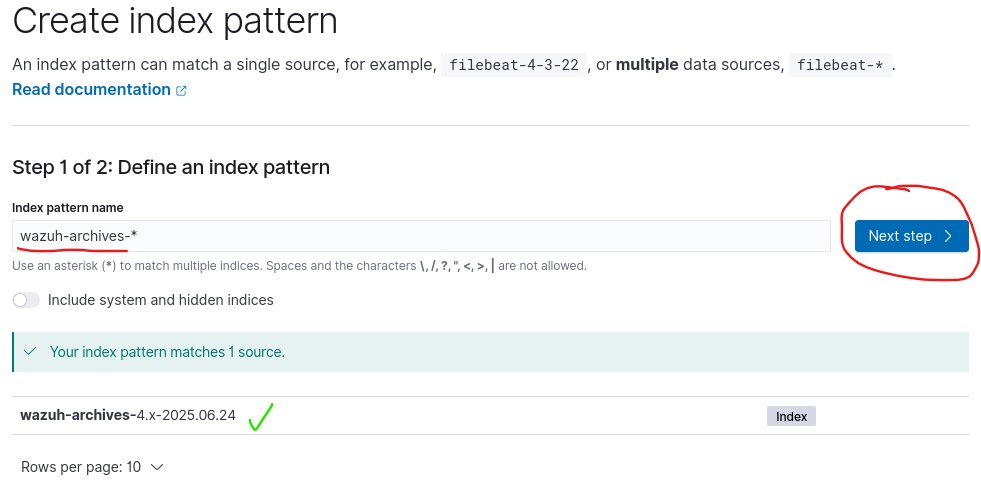 Create index pattern
An index pattern can match a single source, for example, filebeat-4-3-22 , or multiple data sources, filebeat-* .
Read documentation
Step 1 of 2: Define an index pattern
Index pattern name
wazuh-archives-*
Next step
Use an asterisk (*) to match multiple indices. Spaces and the characters \, /, ?, ", <, >, | are not allowed.
Include system and hidden indices
Your index pattern matches 1 source.
wazuh-archives-4.x-2025.06.24 Index
Rows per page: 10